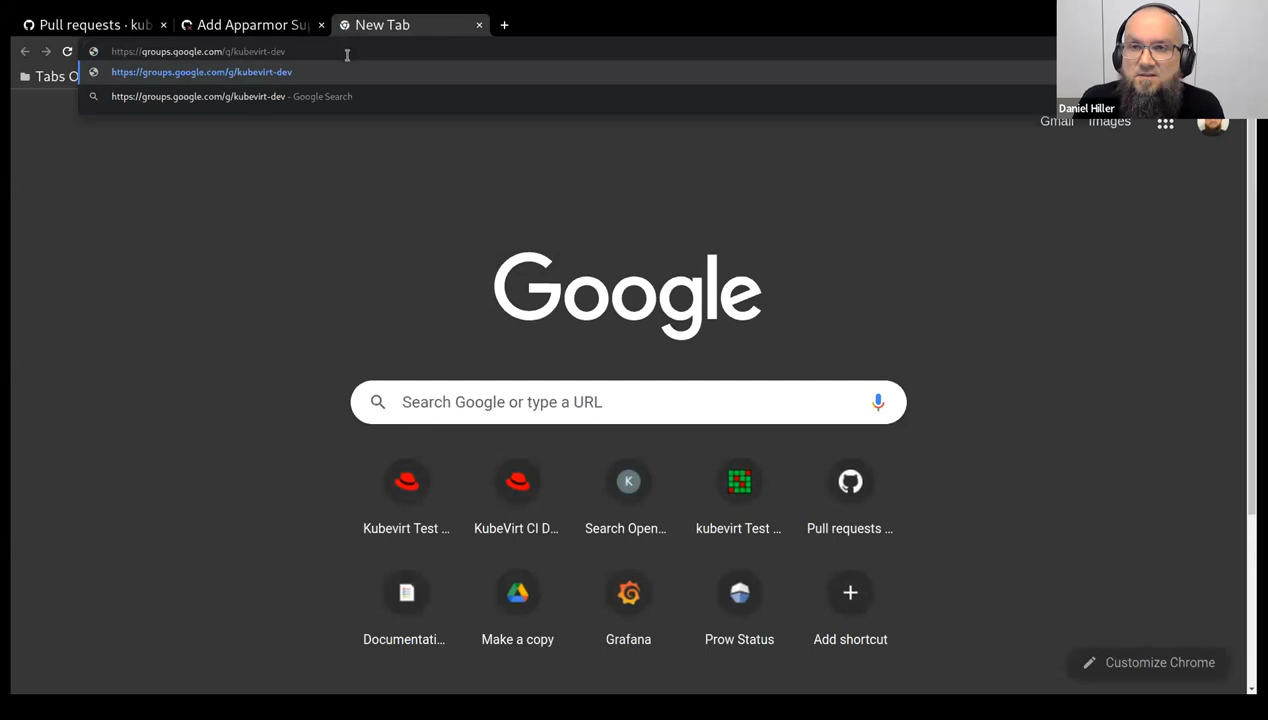 Pull requests · kub
Add Apparmor Su
New Tab
https://groups.google.com/g/kubevirt-dev
Tabs O
https://groups.google.com/g/kubevirt-dev
https://groups.google.com/g/kubevirt-dev - Google Search
Daniel Hiller
Gmail Images
Google
Search Google or type a URL
K
Kubevirt Test ...
KubeVirt CI D...
Search Open...
kubevirt Test ...
Pull requests ...
Documentati...
Make a copy
Grafana
Prow Status
Add shortcut
Customize Chrome